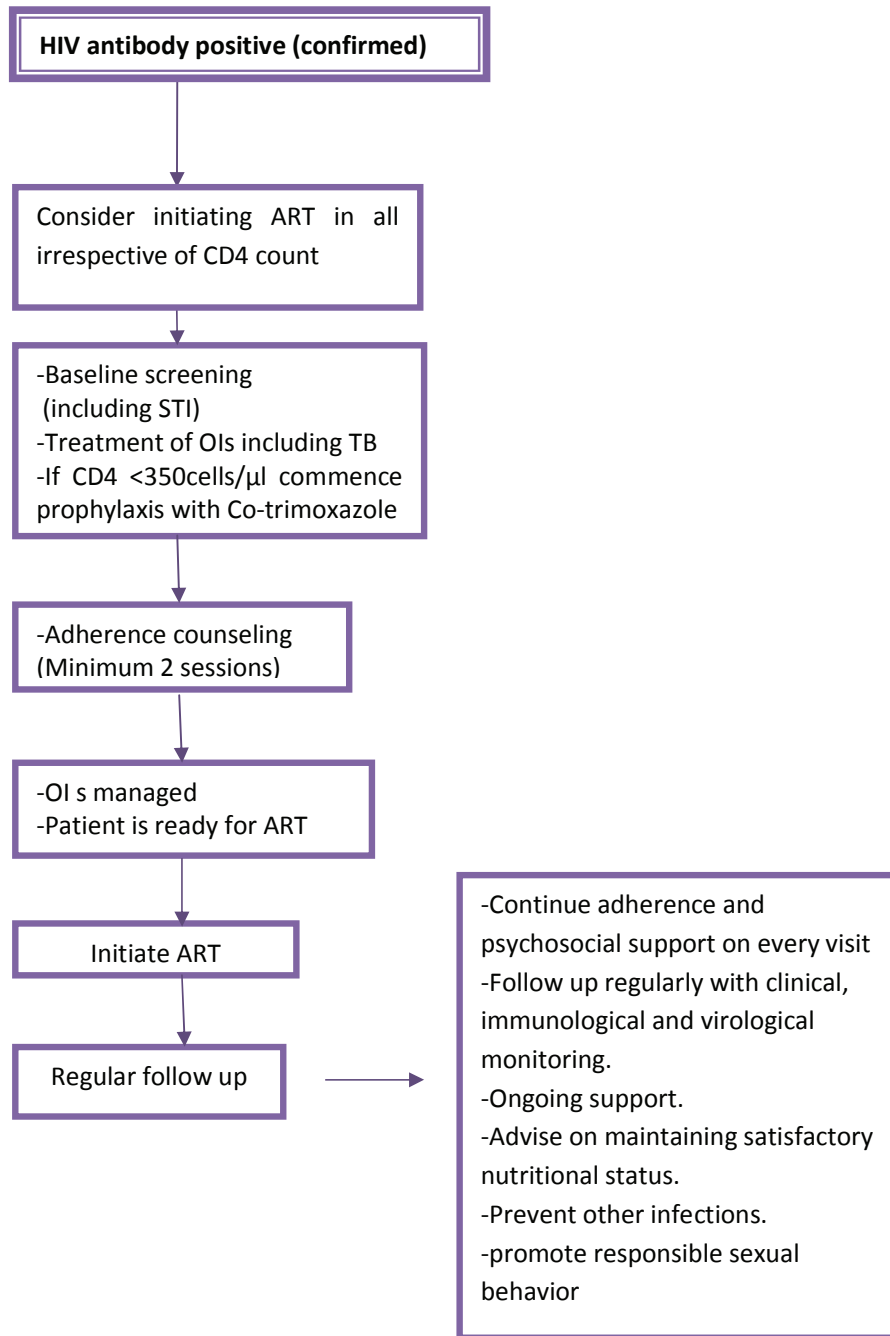 HIV antibody positive (confirmed)
Consider initiating ART in all
irrespective of CD4 count
-Baseline screening
(including STI)
-Treatment of OIs including TB
-If CD4 <350cells/µl commence
prophylaxis with Co-trimoxazole
-Adherence counseling
(Minimum 2 sessions)
-OI s managed
-Patient is ready for ART
Initiate ART
Regular follow up
-Continue adherence and
psychosocial support on every visit
-Follow up regularly with clinical,
immunological and virological
monitoring.
-Ongoing support.
-Advise on maintaining satisfactory
nutritional status.
-Prevent other infections.
-promote responsible sexual
behavior